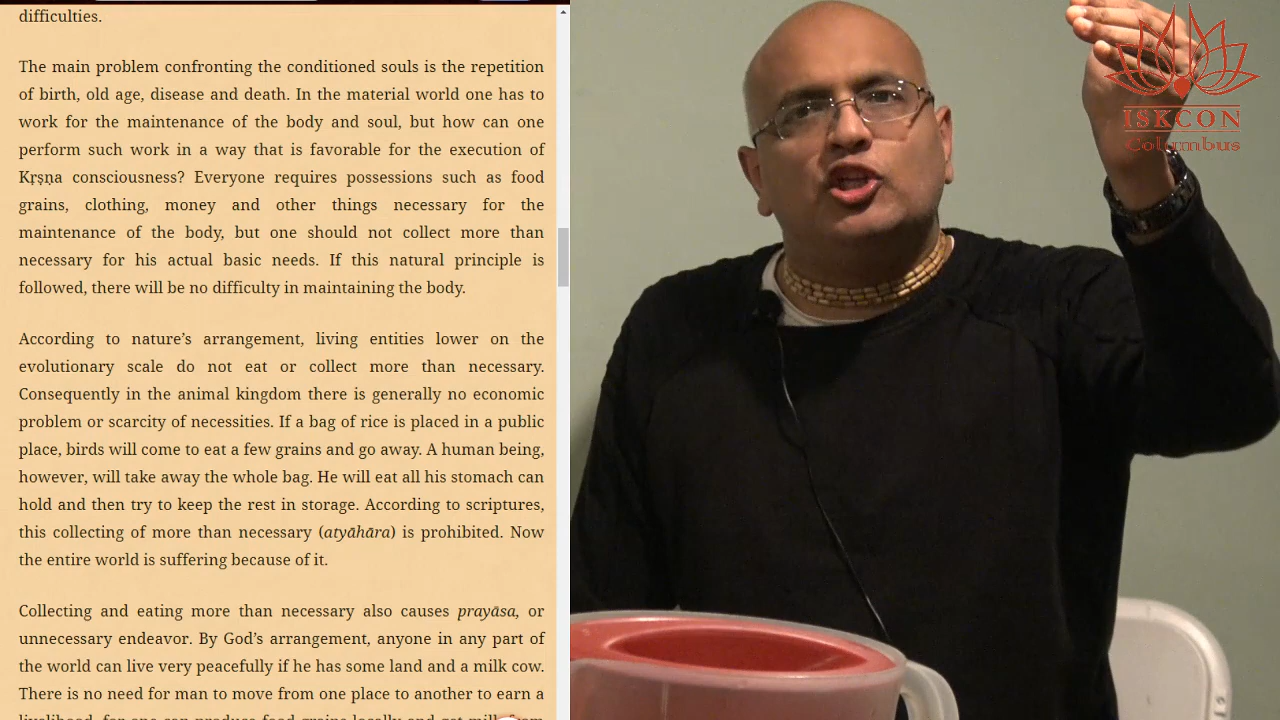 difficulties.
The main problem confronting the conditioned souls is the repetition
of birth, old age, disease and death. In the material world one has to
work for the maintenance of the body and soul, but how can one
perform such work in a way that is favorable for the execution of
Kṛṣṇa consciousness? Everyone requires possessions such as food
grains, clothing, money and other things necessary for the
maintenance of the body, but one should not collect more than
necessary for his actual basic needs. If this natural principle is
followed, there will be no difficulty in maintaining the body.
According to nature’s arrangement, living entities lower on the
evolutionary scale do not eat or collect more than necessary.
Consequently in the animal kingdom there is generally no economic
problem or scarcity of necessities. If a bag of rice is placed in a public
place, birds will come to eat a few grains and go away. A human being,
however, will take away the whole bag. He will eat all his stomach can
hold and then try to keep the rest in storage. According to scriptures,
this collecting of more than necessary (atyāhāra) is prohibited. Now
the entire world is suffering because of it.
Collecting and eating more than necessary also causes prayāsa, or
unnecessary endeavor. By God’s arrangement, anyone in any part of
the world can live very peacefully if he has some land and a milk cow.
There is no need for man to move from one place to another to earn a
livelihood, for one can produce food grains locally and get milk from
ISKCON
Columbus